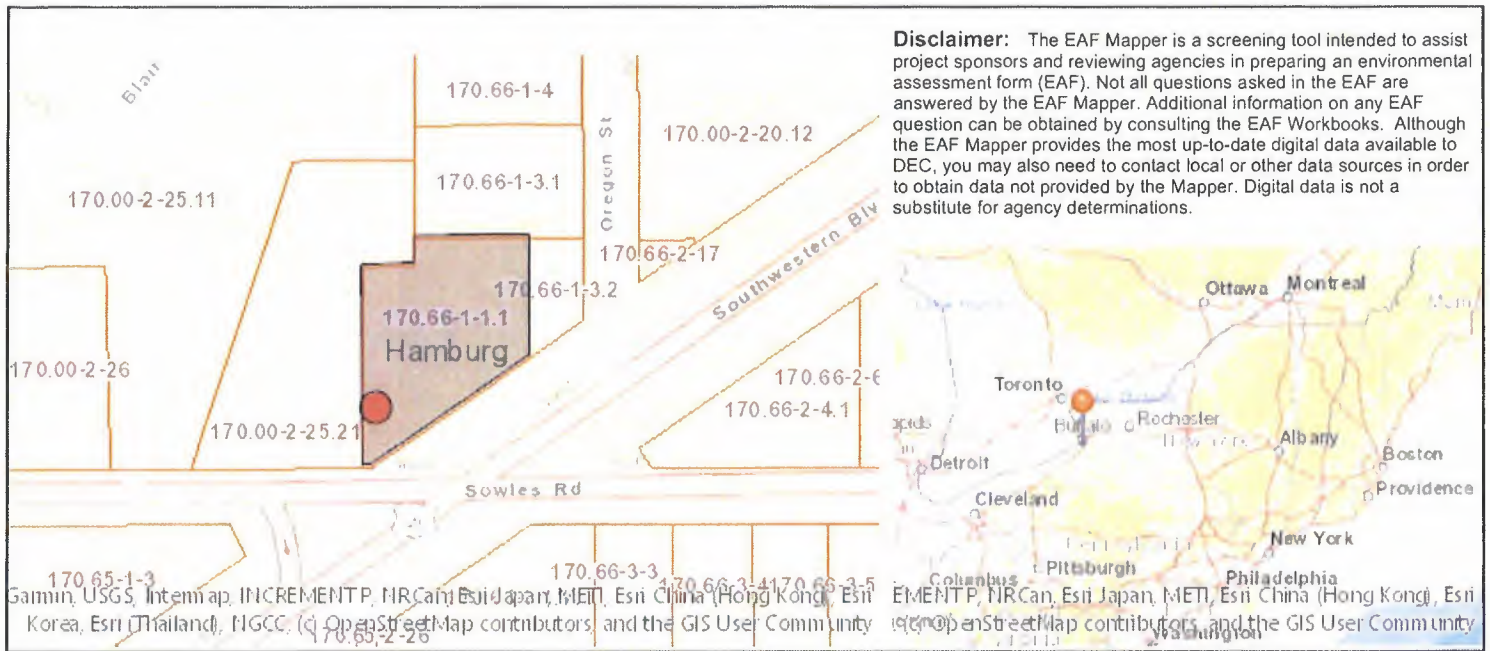 Disclaimer: The EAF Mapper is a screening tool intended to assist
project sponsors and reviewing agencies in preparing an environmental
assessment form (EAF). Not all questions asked in the EAF are
answered by the EAF Mapper. Additional information on any EAF
question can be obtained by consulting the EAF Workbooks. Although
the EAF Mapper provides the most up-to-date digital data available to
DEC, you may also need to contact local or other data sources in order
to obtain data not provided by the Mapper. Digital data is not a
substitute for agency determinations.
Blair
170.66-1-4
170.00-2-20.12
170.66-1-3.1
Oregon St
170.00-2-25.11
170.66-2-17
170.66-1-3.2
Southwestern Blv
170.66-1-1.1
Hamburg
170.00-2-26
170.66-2-6
170.66-2-4.1
170.00-2-25.21
Sowles Rd
170.65-1-3
170.66-3-3
170.66-3-4
170.66-3-5
Garmin, USGS, Intermap, INCREMENT P, NRCan, Esri Japan, METI, Esri China (Hong Kong), Esri
Korea, Esri (Thailand), NGCC, (c) OpenStreetMap contributors, and the GIS User Community
170.65-2-26
Ottawa
Montreal
Toronto
Buffalo
Rochester
Albany
Boston
Detroit
Providence
Cleveland
New York
Pittsburgh
Columbus
Philadelphia
EMENT P, NRCan, Esri Japan, METI, Esri China (Hong Kong), Esri
(c) OpenStreetMap contributors, and the GIS User Community
Washington